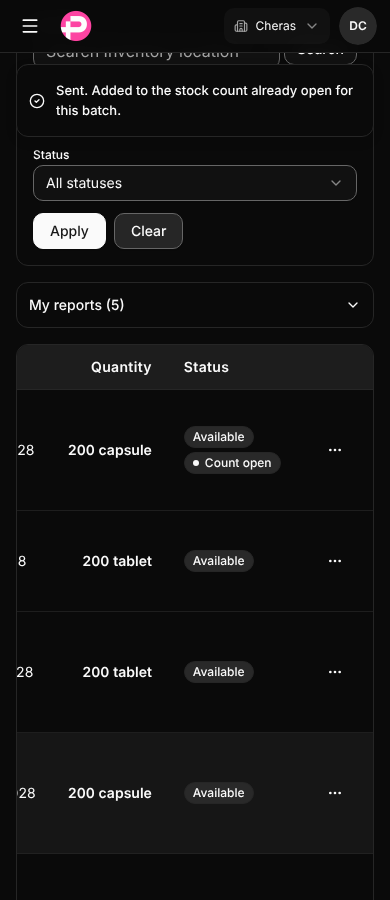 Cheras
DC
Search inventory location
Search
Sent. Added to the stock count already open for
this batch.
Status
All statuses
Apply
Clear
My reports (5)
Quantity Status
28 200 capsule Available
Count open
8 200 tablet Available
28 200 tablet Available
28 200 capsule Available